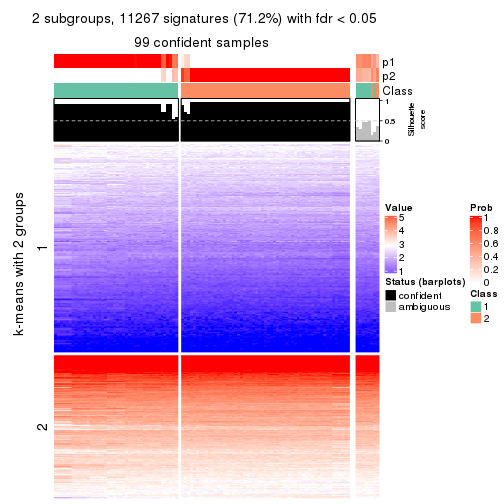 2 subgroups, 11267 signatures (71.2%) with fdr < 0.05
99 confident samples
p1
p2
Class
1
0.5
0
Silhouette
score
k-means with 2 groups
1
2
Value
5
4
3
2
1
Status (barplots)
confident
ambiguous
Prob
1
0.8
0.6
0.4
0.2
0
Class
1
2